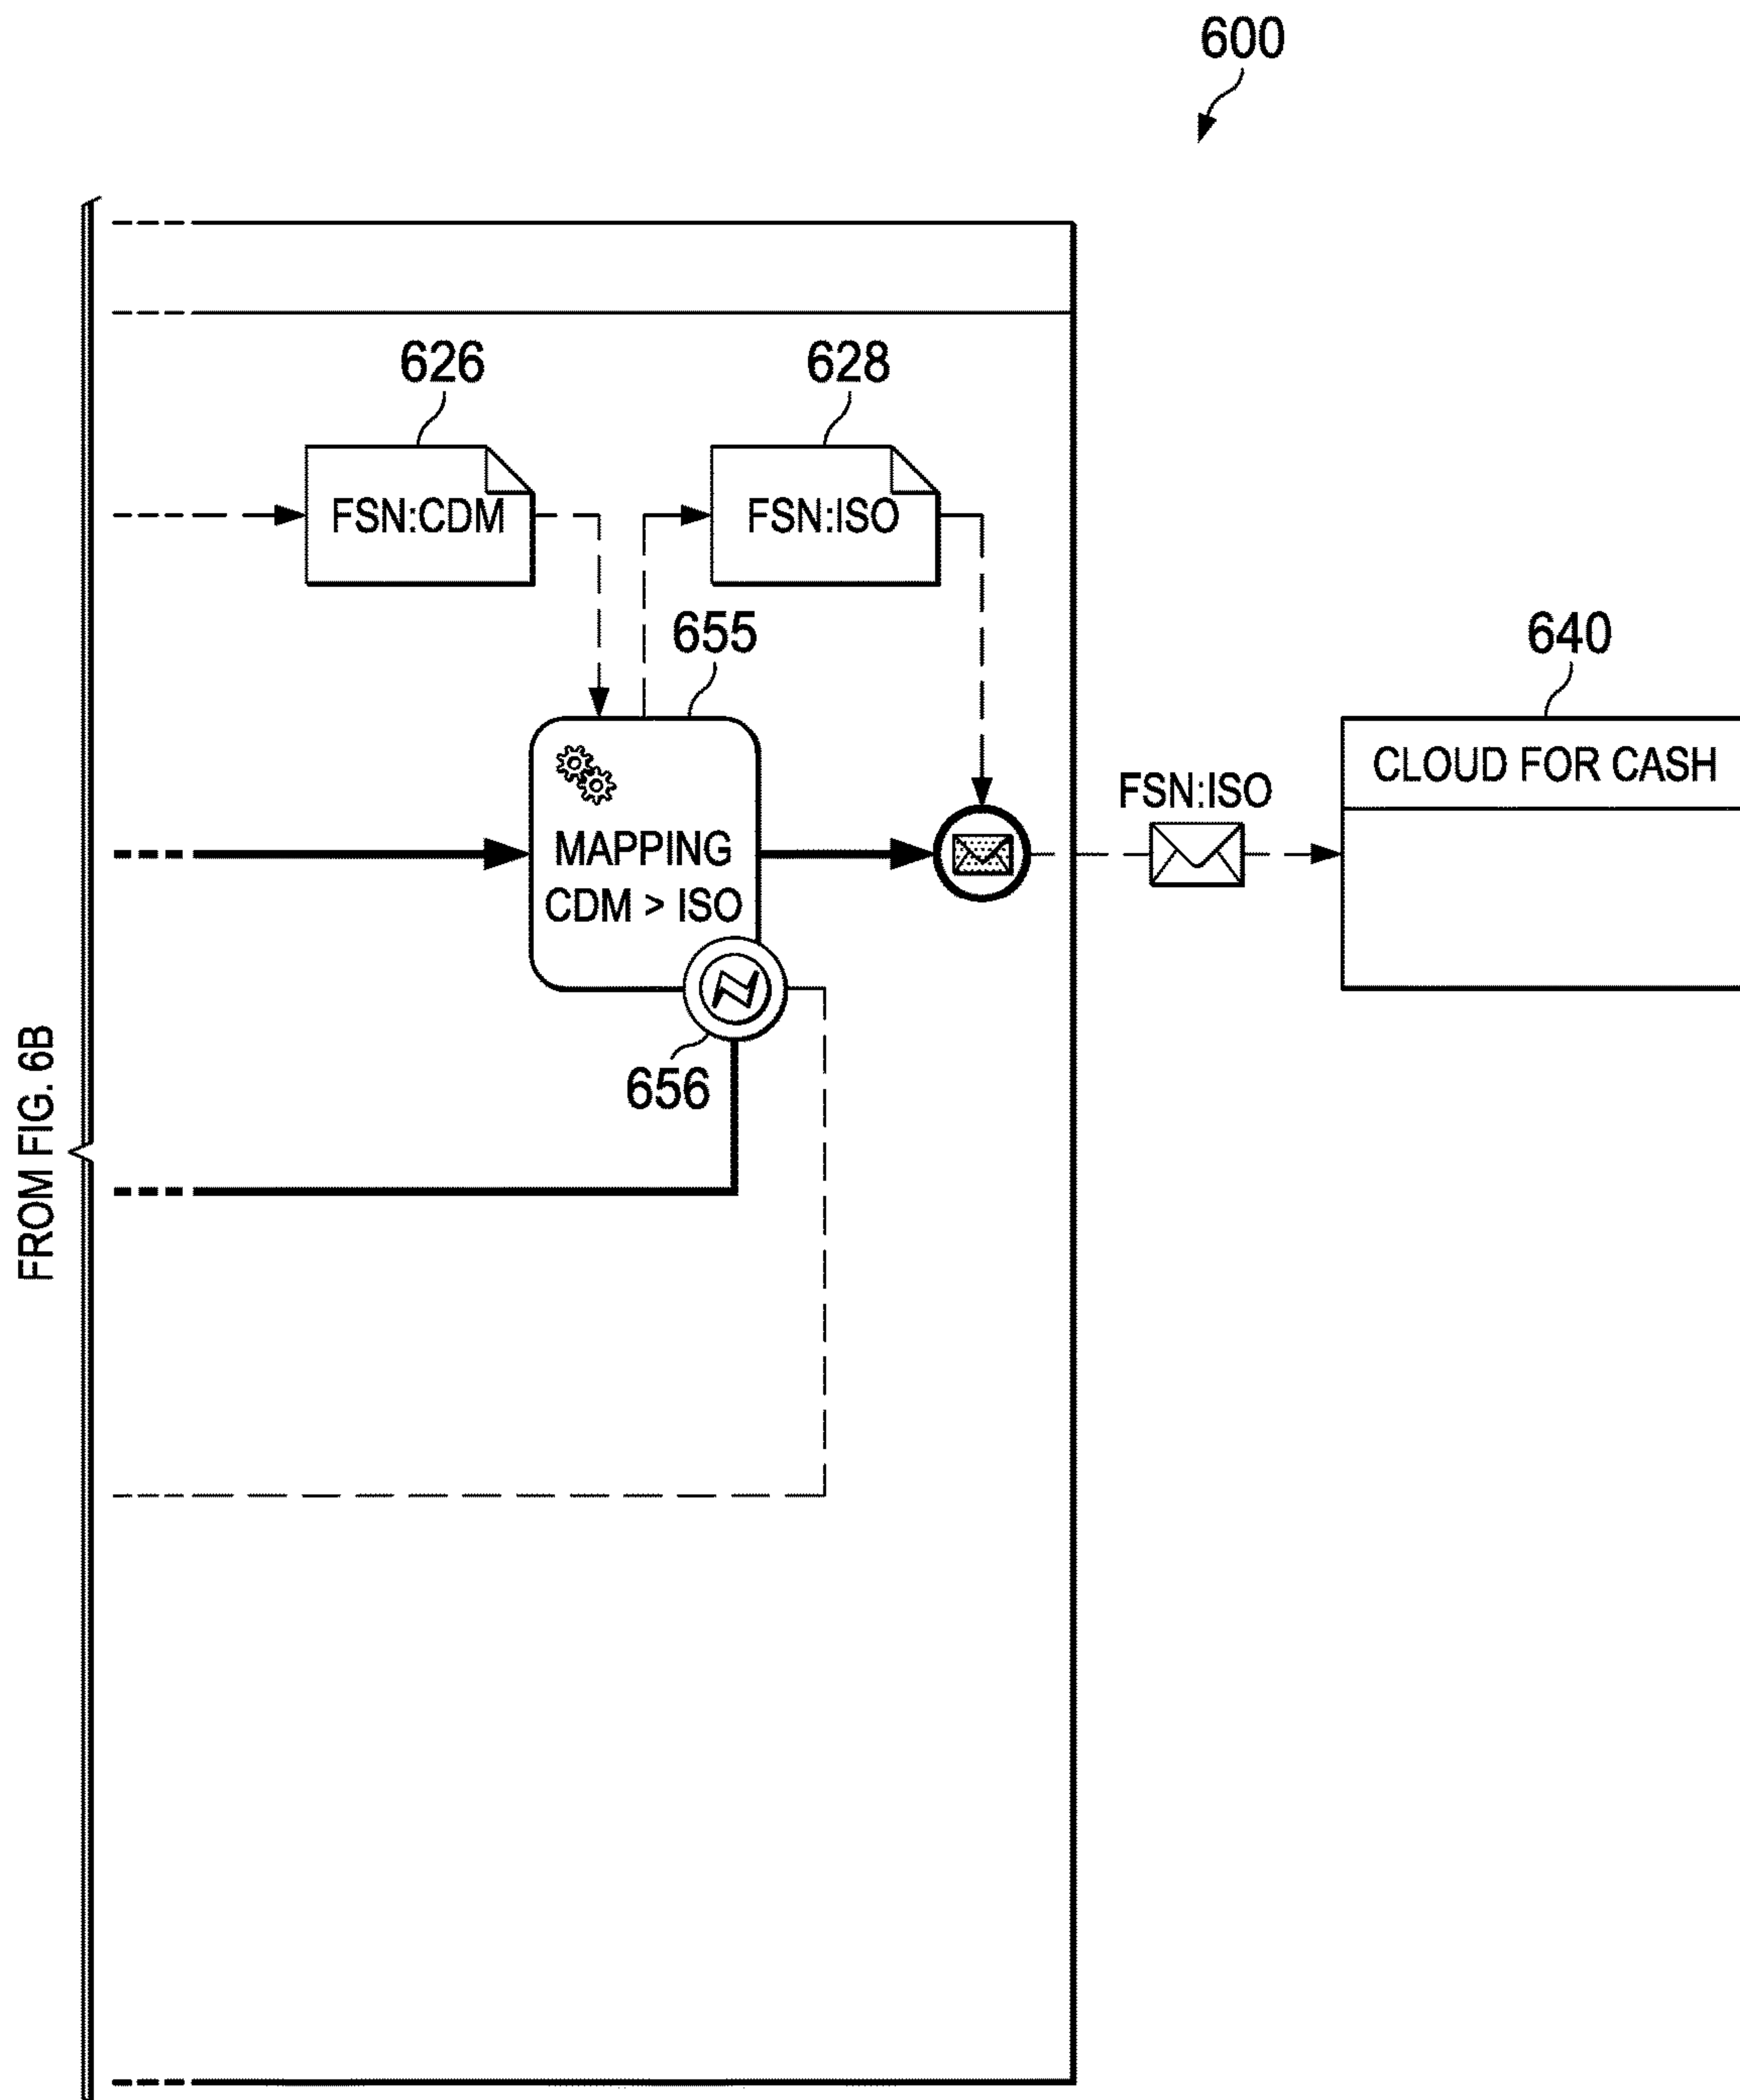 600
626
628
FSN:CDM
FSN:ISO
655
640
CLOUD FOR CASH
FSN:ISO
MAPPING
CDM > ISO
656
FROM FIG. 6B